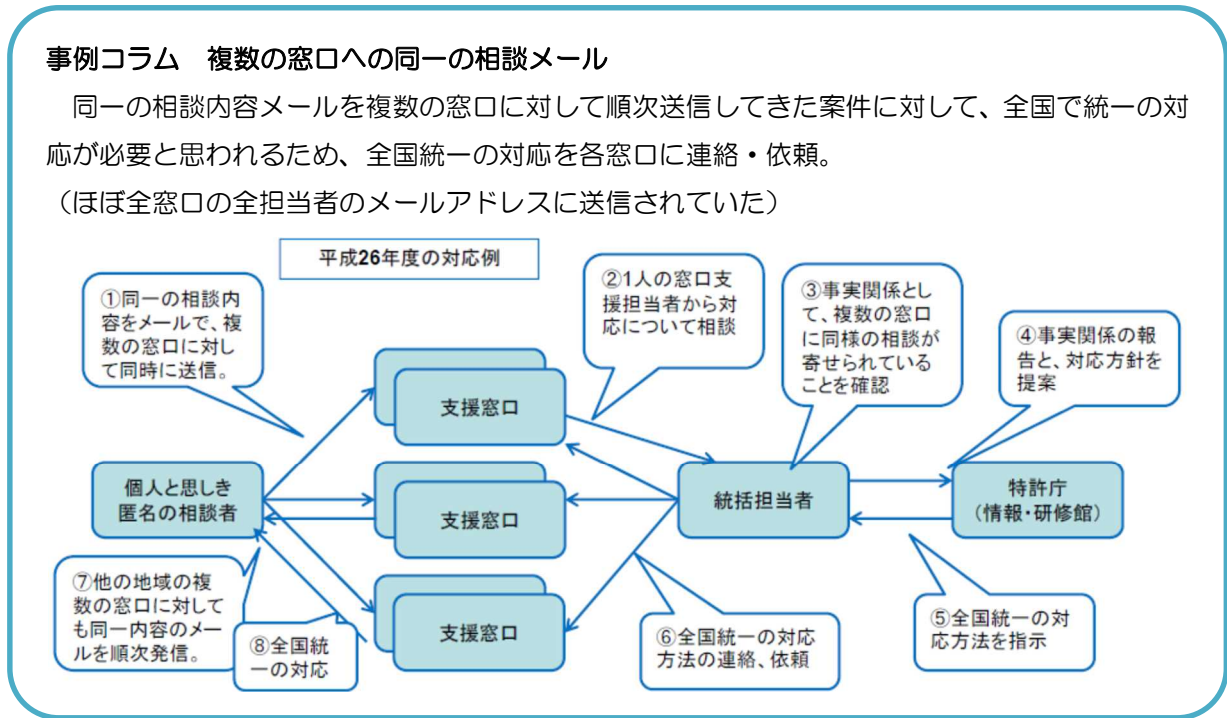 事例コラム　複数の窓口への同一の相談メール
　同一の相談内容メールを複数の窓口に対して順次送信してきた案件に対して、全国で統一の対
応が必要と思われるため、全国統一の対応を各窓口に連絡・依頼。
（ほぼ全窓口の全担当者のメールアドレスに送信されていた）
平成26年度の対応例
①同一の相談内
容をメールで、複
数の窓口に対し
て同時に送信。
②1人の窓口支
援担当者から対
応について相談
③事実関係とし
て、複数の窓口
に同様の相談が
寄せられている
ことを確認
④事実関係の報
告と、対応方針を
提案
支援窓口
個人と思しき
匿名の相談者
支援窓口
統括担当者
特許庁
（情報・研修館）
支援窓口
⑦他の地域の複
数の窓口に対して
も同一内容のメー
ルを順次発信。
⑧全国統
一の対応
⑥全国統一の対応
方法の連絡、依頼
⑤全国統一の対
応方法を指示